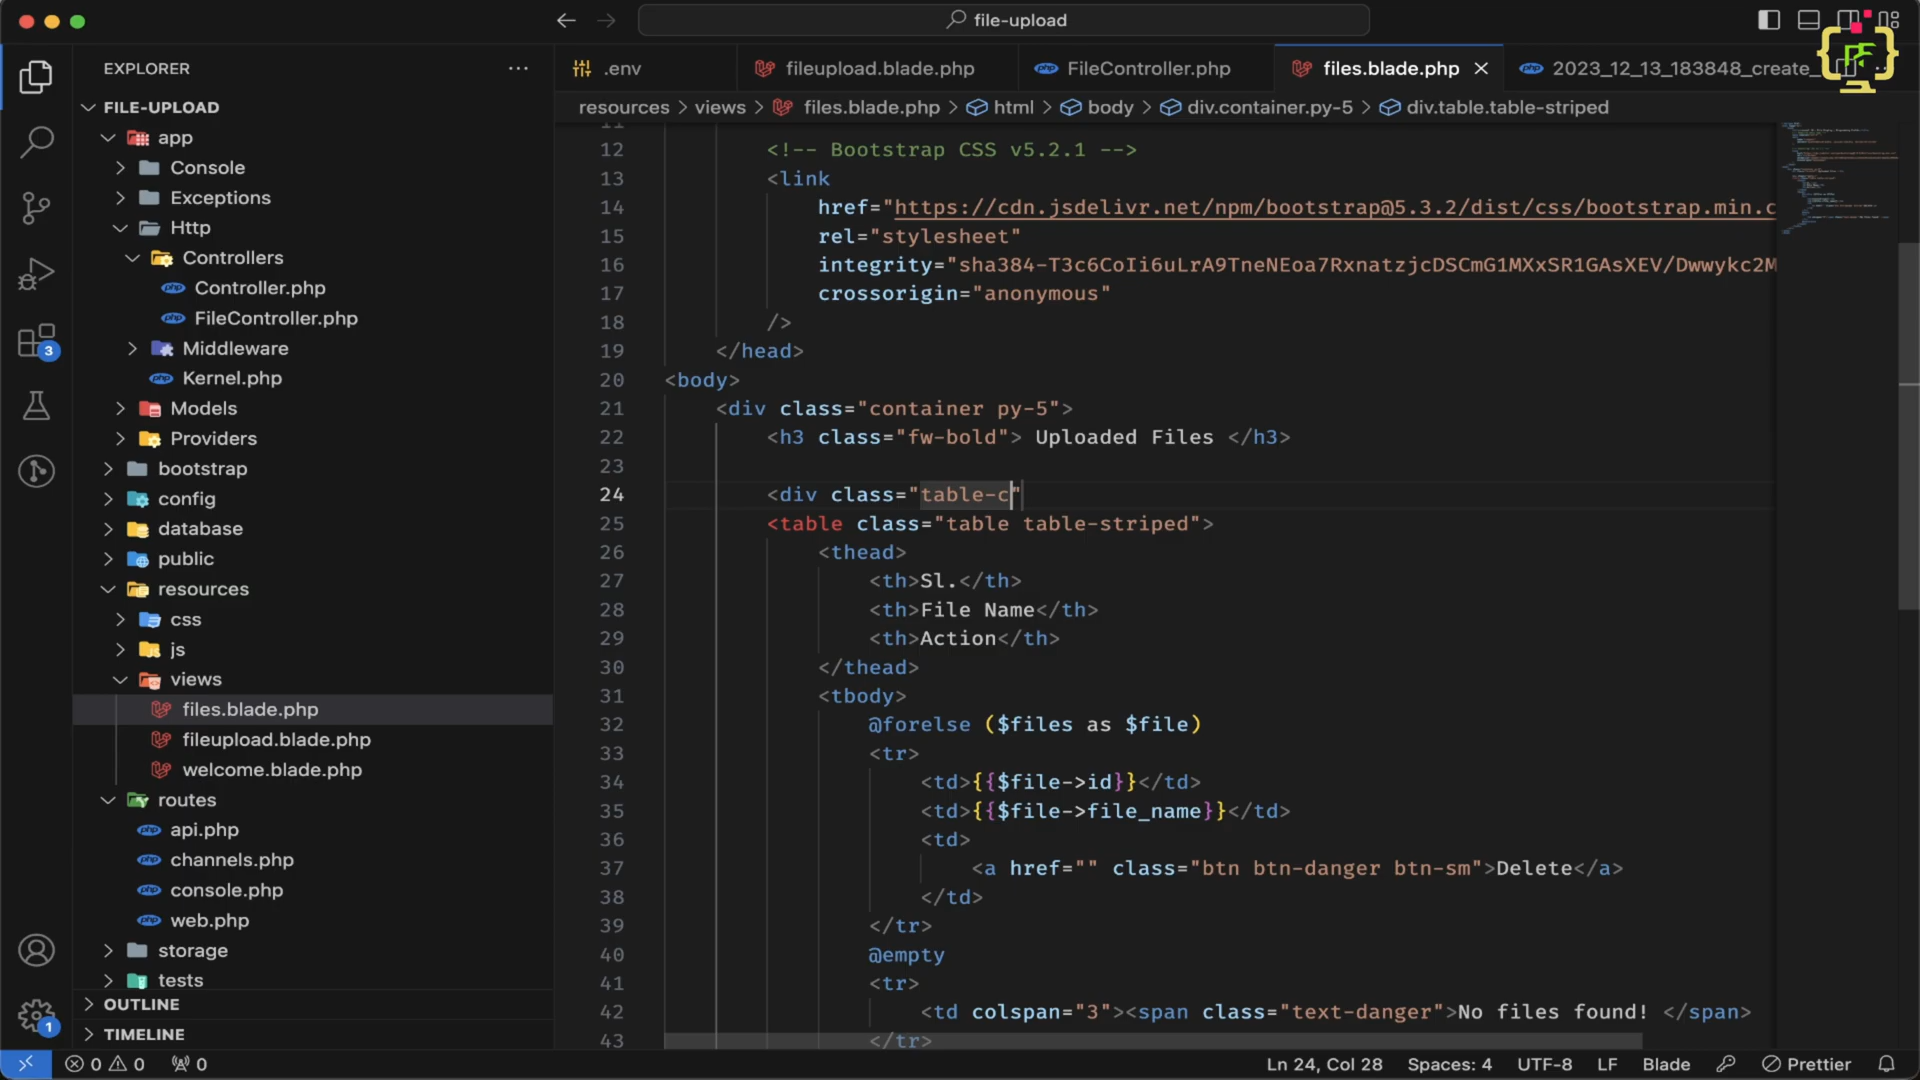 file-upload
EXPLORER
FILE-UPLOAD
app
Console
Exceptions
Http
Controllers
Controller.php
FileController.php
Middleware
Kernel.php
Models
Providers
bootstrap
config
database
public
resources
css
js
views
files.blade.php
fileupload.blade.php
welcome.blade.php
routes
api.php
channels.php
console.php
web.php
storage
tests
OUTLINE
TIMELINE
3
1
.env
fileupload.blade.php
FileController.php
files.blade.php
2023_12_13_183848_create_
resources > views > files.blade.php > html > body > div.container.py-5 > div.table.table-striped
11
12 <!-- Bootstrap CSS v5.2.1 -->
13 <link
14 href="https://cdn.jsdelivr.net/npm/bootstrap@5.3.2/dist/css/bootstrap.min.c
15 rel="stylesheet"
16 integrity="sha384-T3c6CoIi6uLrA9TneNEoa7RxnatzjcDSCmG1MXxSR1GAsXEV/Dwwykc2M
17 crossorigin="anonymous"
18 />
19 </head>
20 <body>
21 <div class="container py-5">
22 <h3 class="fw-bold"> Uploaded Files </h3>
23
24 <div class="table-c"
25 <table class="table table-striped">
26 <thead>
27 <th>Sl.</th>
28 <th>File Name</th>
29 <th>Action</th>
30 </thead>
31 <tbody>
32 @forelse ($files as $file)
33 <tr>
34 <td>{{$file->id}}</td>
35 <td>{{$file->file_name}}</td>
36 <td>
37 <a href="" class="btn btn-danger btn-sm">Delete</a>
38 </td>
39 </tr>
40 @empty
41 <tr>
42 <td colspan="3"><span class="text-danger">No files found! </span>
43 </tr>
0 0 0
Ln 24, Col 28 Spaces: 4 UTF-8 LF Blade Prettier